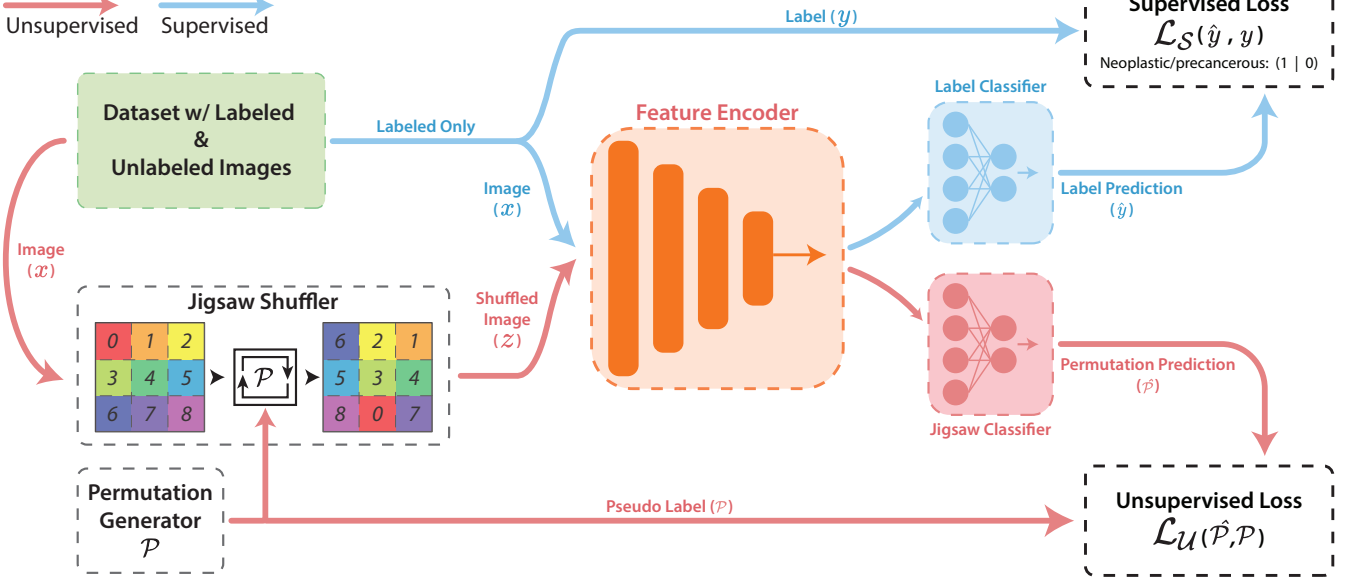 Unsupervised Supervised
Label (y)
Supervised Loss
ℒ_𝒮(ŷ, y)
Neoplastic/precancerous: (1 | 0)
Dataset w/ Labeled
&
Unlabeled Images
Labeled Only
Image
(x)
Feature Encoder
Label Classifier
Label Prediction
(ŷ)
Image
(x)
Jigsaw Shuffler
0 1 2
3 4 5
6 7 8
𝒫
6 2 1
5 3 4
8 0 7
Shuffled
Image
(z)
Permutation Prediction
(𝒫̂)
Jigsaw Classifier
Permutation
Generator
𝒫
Pseudo Label (𝒫)
Unsupervised Loss
ℒ_𝒰(𝒫̂,𝒫)